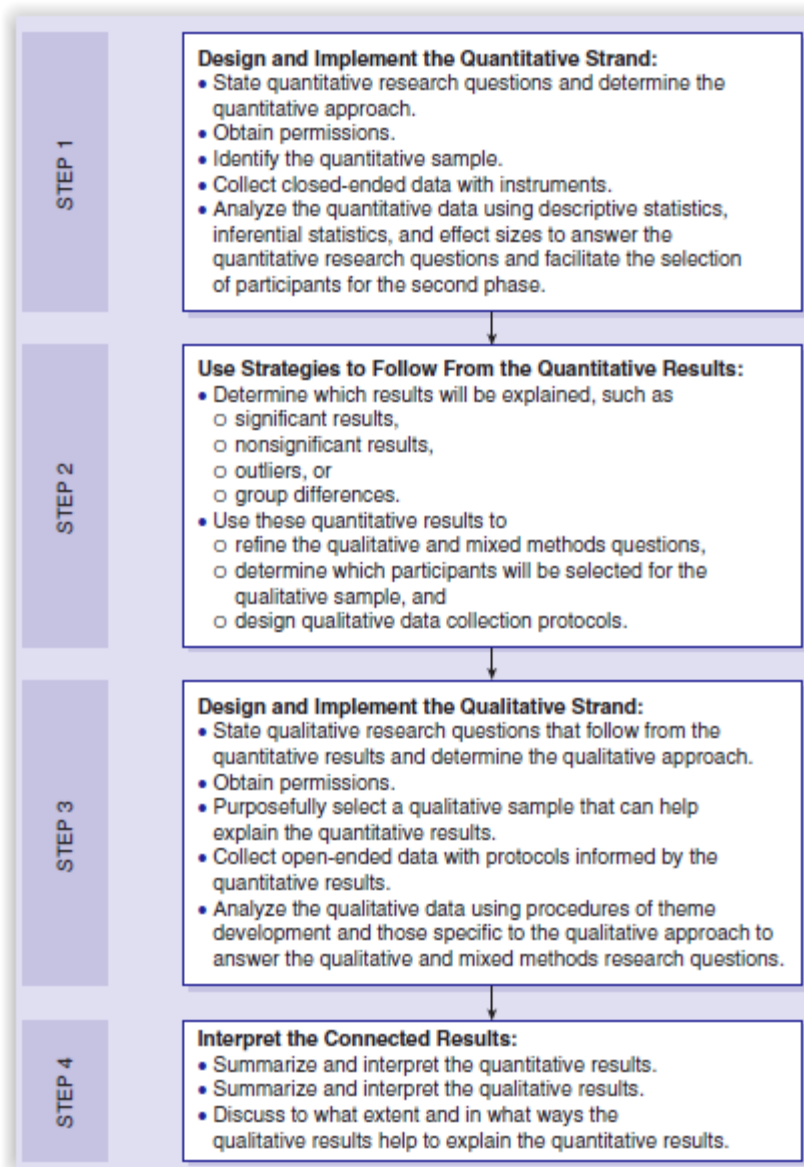 STEP 1
Design and Implement the Quantitative Strand:
• State quantitative research questions and determine the
quantitative approach.
• Obtain permissions.
• Identify the quantitative sample.
• Collect closed-ended data with instruments.
• Analyze the quantitative data using descriptive statistics,
inferential statistics, and effect sizes to answer the
quantitative research questions and facilitate the selection
of participants for the second phase.
STEP 2
Use Strategies to Follow From the Quantitative Results:
• Determine which results will be explained, such as
○ significant results,
○ nonsignificant results,
○ outliers, or
○ group differences.
• Use these quantitative results to
○ refine the qualitative and mixed methods questions,
○ determine which participants will be selected for the
qualitative sample, and
○ design qualitative data collection protocols.
STEP 3
Design and Implement the Qualitative Strand:
• State qualitative research questions that follow from the
quantitative results and determine the qualitative approach.
• Obtain permissions.
• Purposefully select a qualitative sample that can help
explain the quantitative results.
• Collect open-ended data with protocols informed by the
quantitative results.
• Analyze the qualitative data using procedures of theme
development and those specific to the qualitative approach to
answer the qualitative and mixed methods research questions.
STEP 4
Interpret the Connected Results:
• Summarize and interpret the quantitative results.
• Summarize and interpret the qualitative results.
• Discuss to what extent and in what ways the
qualitative results help to explain the quantitative results.